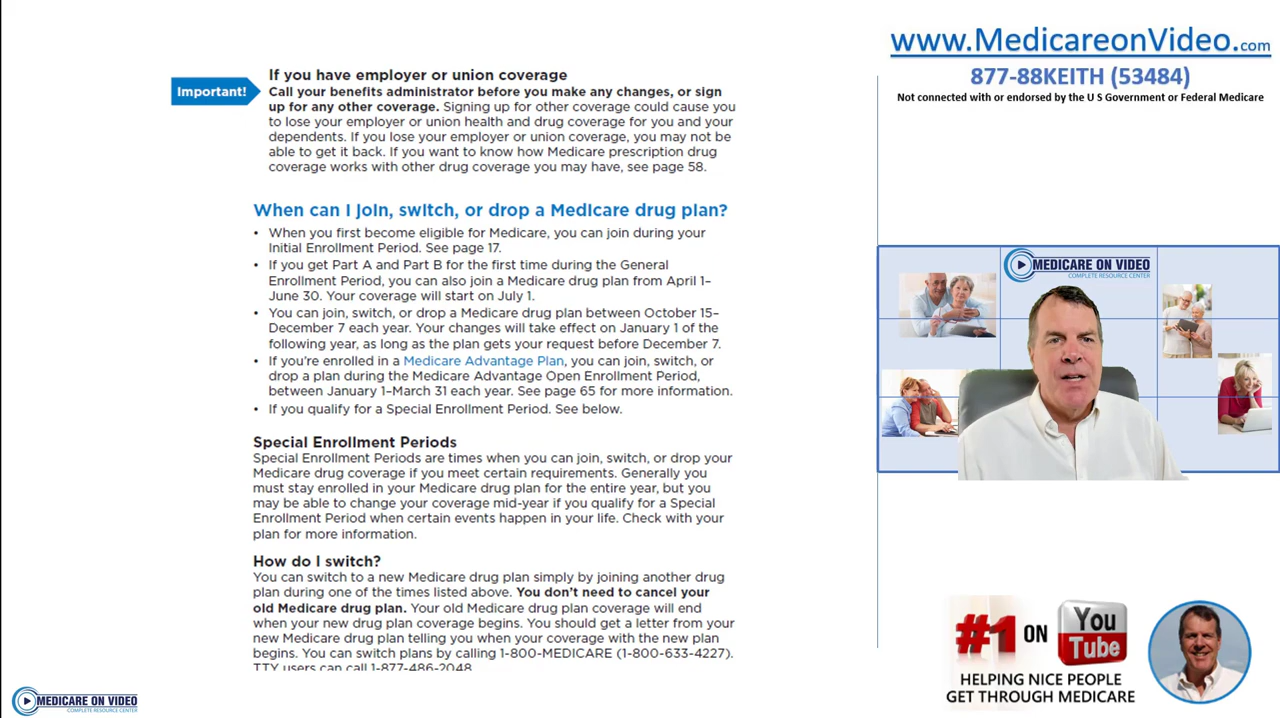 If you have employer or union coverage
Important!
Call your benefits administrator before you make any changes, or sign
up for any other coverage. Signing up for other coverage could cause you
to lose your employer or union health and drug coverage for you and your
dependents. If you lose your employer or union coverage, you may not be
able to get it back. If you want to know how Medicare prescription drug
coverage works with other drug coverage you may have, see page 58.
When can I join, switch, or drop a Medicare drug plan?
• When you first become eligible for Medicare, you can join during your
Initial Enrollment Period. See page 17.
• If you get Part A and Part B for the first time during the General
Enrollment Period, you can also join a Medicare drug plan from April 1–
June 30. Your coverage will start on July 1.
• You can join, switch, or drop a Medicare drug plan between October 15–
December 7 each year. Your changes will take effect on January 1 of the
following year, as long as the plan gets your request before December 7.
• If you're enrolled in a Medicare Advantage Plan, you can join, switch, or
drop a plan during the Medicare Advantage Open Enrollment Period,
between January 1–March 31 each year. See page 65 for more information.
• If you qualify for a Special Enrollment Period. See below.
Special Enrollment Periods
Special Enrollment Periods are times when you can join, switch, or drop your
Medicare drug coverage if you meet certain requirements. Generally you
must stay enrolled in your Medicare drug plan for the entire year, but you
may be able to change your coverage mid-year if you qualify for a Special
Enrollment Period when certain events happen in your life. Check with your
plan for more information.
How do I switch?
You can switch to a new Medicare drug plan simply by joining another drug
plan during one of the times listed above. You don't need to cancel your
old Medicare drug plan. Your old Medicare drug plan coverage will end
when your new drug plan coverage begins. You should get a letter from your
new Medicare drug plan telling you when your coverage with the new plan
begins. You can switch plans by calling 1-800-MEDICARE (1-800-633-4227).
TTY users can call 1-877-486-2048
www.MedicareonVideo.com
877-88KEITH (53484)
Not connected with or endorsed by the U S Government or Federal Medicare
MEDICARE ON VIDEO
COMPLETE RESOURCE CENTER
#1 ON You
Tube
HELPING NICE PEOPLE
GET THROUGH MEDICARE
MEDICARE ON VIDEO
COMPLETE RESOURCE CENTER